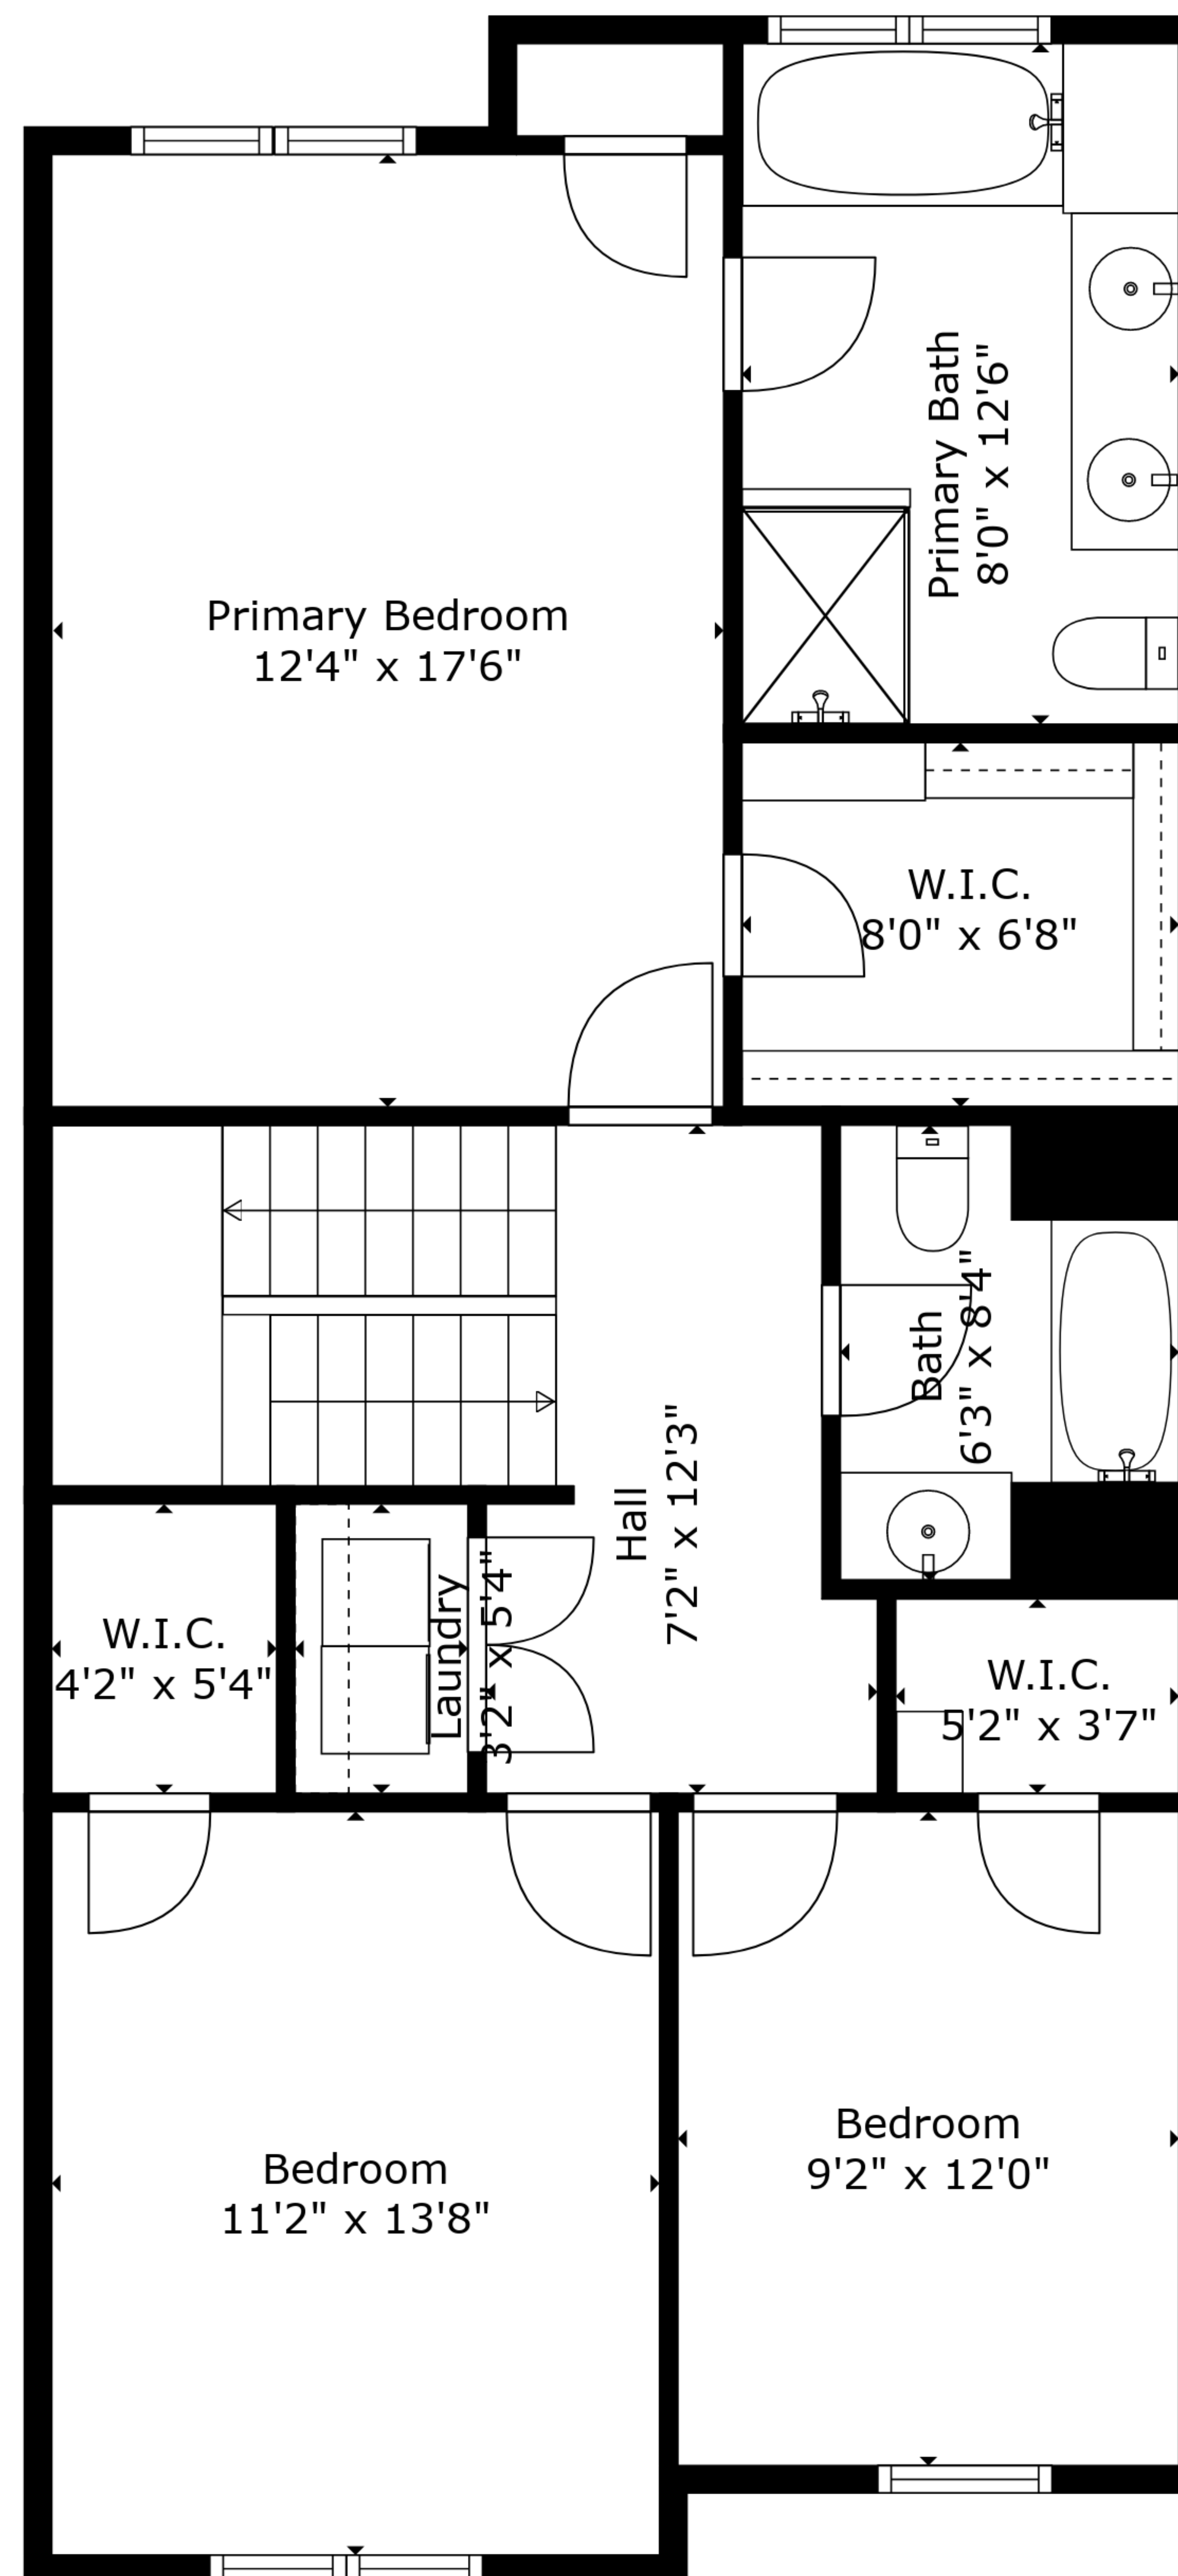 Primary Bath
8'0" x 12'6"
Primary Bedroom
12'4" x 17'6"
W.I.C.
8'0" x 6'8"
Bath
6'3" x 8'4"
Hall
7'2" x 12'3"
W.I.C.
4'2" x 5'4"
Laundry
3'2" x 5'4"
W.I.C.
5'2" x 3'7"
Bedroom
11'2" x 13'8"
Bedroom
9'2" x 12'0"